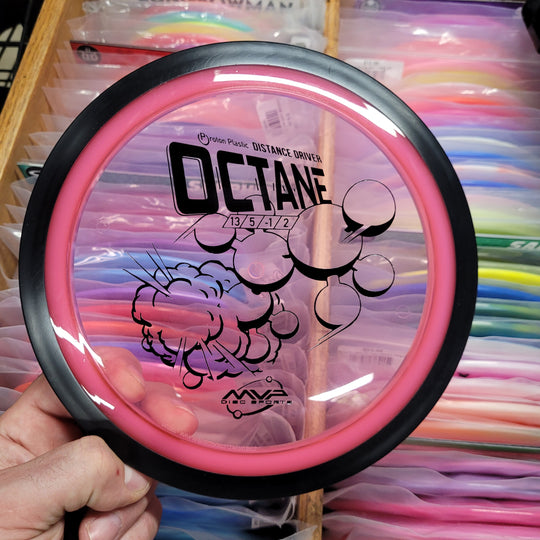 Proton Plastic DISTANCE DRIVER
OCTANE
13/5/-1/2
MVP
DISC SPORTS